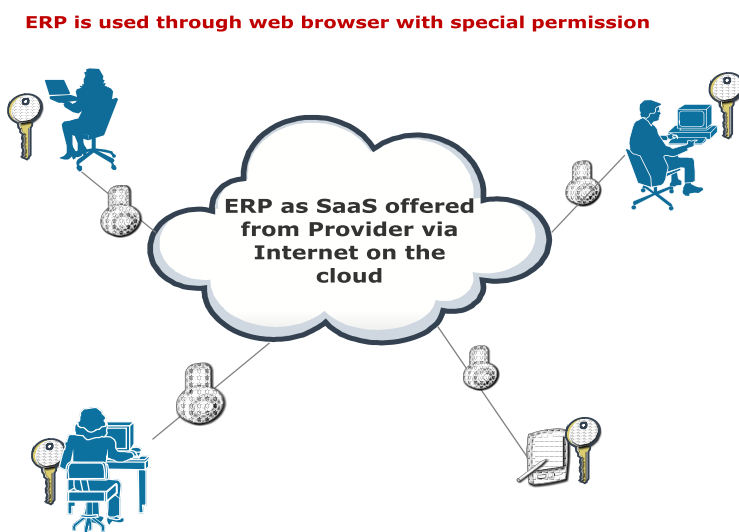 ERP is used through web browser with special permission
ERP as SaaS offered
from Provider via
Internet on the
cloud